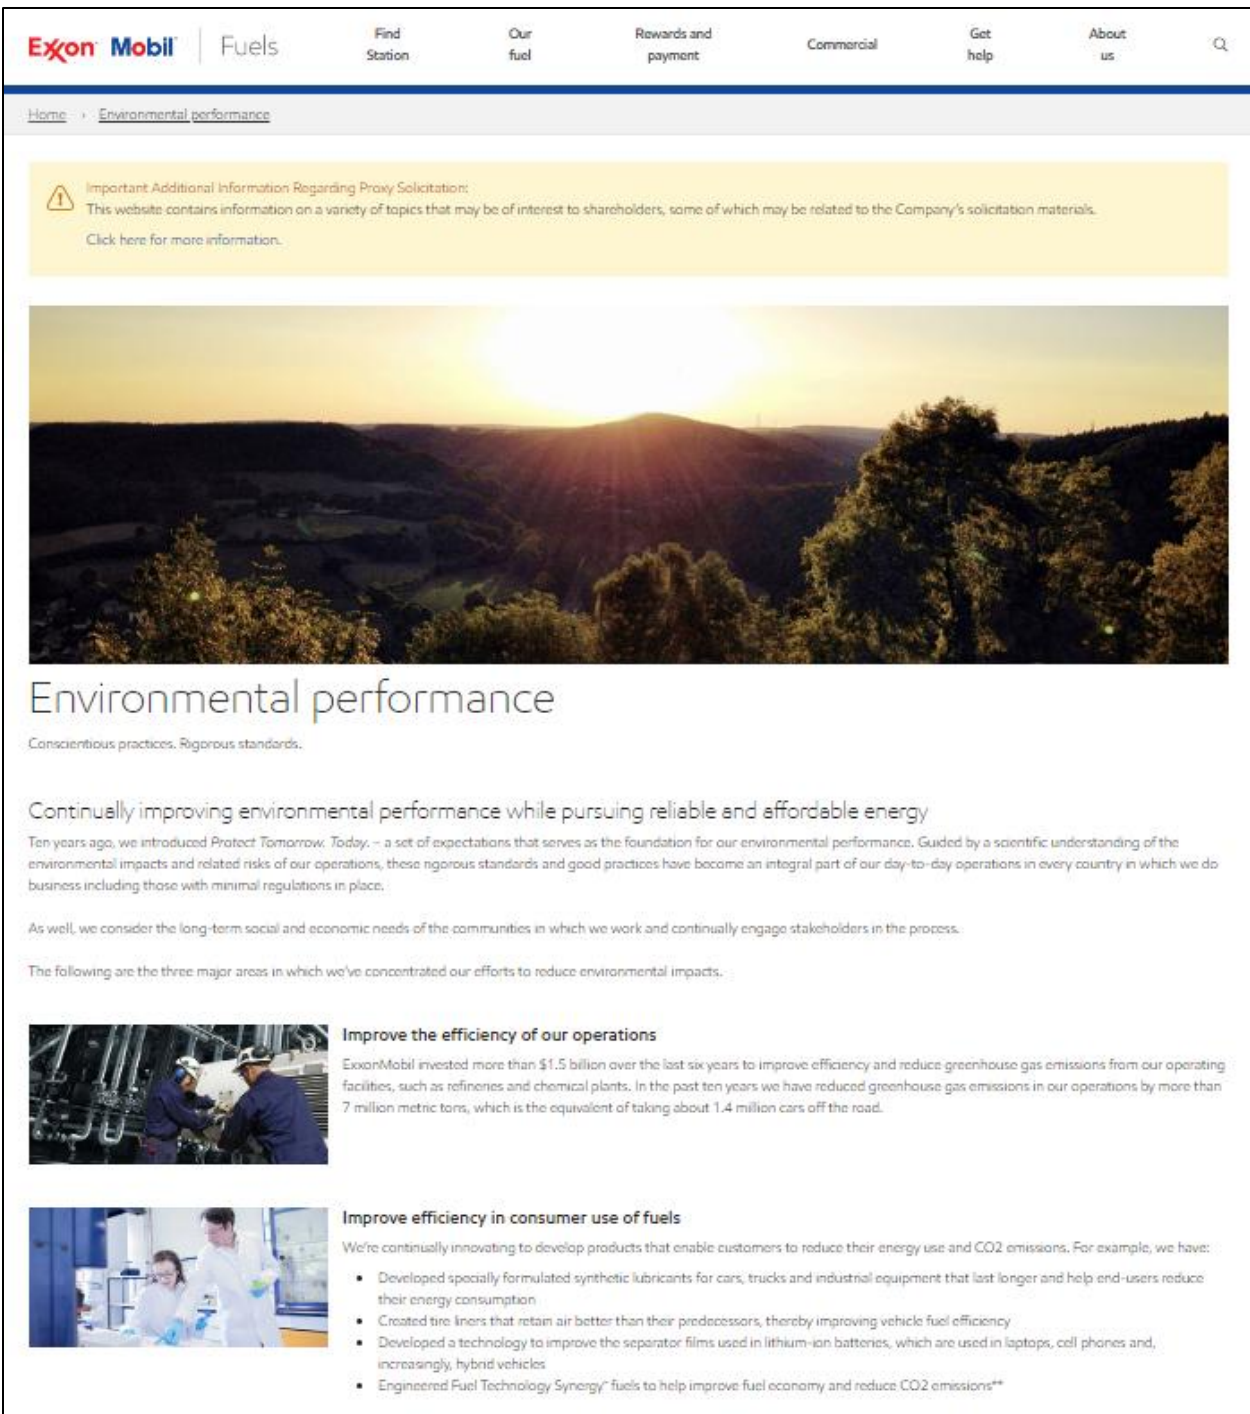 Exxon Mobil Fuels
Find Station
Our fuel
Rewards and payment
Commercial
Get help
About us
Home › Environmental performance
Important Additional Information Regarding Proxy Solicitation:
This website contains information on a variety of topics that may be of interest to shareholders, some of which may be related to the Company's solicitation materials.
Click here for more information.
Environmental performance
Conscientious practices. Rigorous standards.
Continually improving environmental performance while pursuing reliable and affordable energy
Ten years ago, we introduced Protect Tomorrow. Today. – a set of expectations that serves as the foundation for our environmental performance. Guided by a scientific understanding of the
environmental impacts and related risks of our operations, these rigorous standards and good practices have become an integral part of our day-to-day operations in every country in which we do
business including those with minimal regulations in place.
As well, we consider the long-term social and economic needs of the communities in which we work and continually engage stakeholders in the process.
The following are the three major areas in which we've concentrated our efforts to reduce environmental impacts.
Improve the efficiency of our operations
ExxonMobil invested more than $1.5 billion over the last six years to improve efficiency and reduce greenhouse gas emissions from our operating
facilities, such as refineries and chemical plants. In the past ten years we have reduced greenhouse gas emissions in our operations by more than
7 million metric tons, which is the equivalent of taking about 1.4 million cars off the road.
Improve efficiency in consumer use of fuels
We're continually innovating to develop products that enable customers to reduce their energy use and CO2 emissions. For example, we have:
• Developed specially formulated synthetic lubricants for cars, trucks and industrial equipment that last longer and help end-users reduce
their energy consumption
• Created tire liners that retain air better than their predecessors, thereby improving vehicle fuel efficiency
• Developed a technology to improve the separator films used in lithium-ion batteries, which are used in laptops, cell phones and,
increasingly, hybrid vehicles
• Engineered Fuel Technology Synergy™ fuels to help improve fuel economy and reduce CO2 emissions**